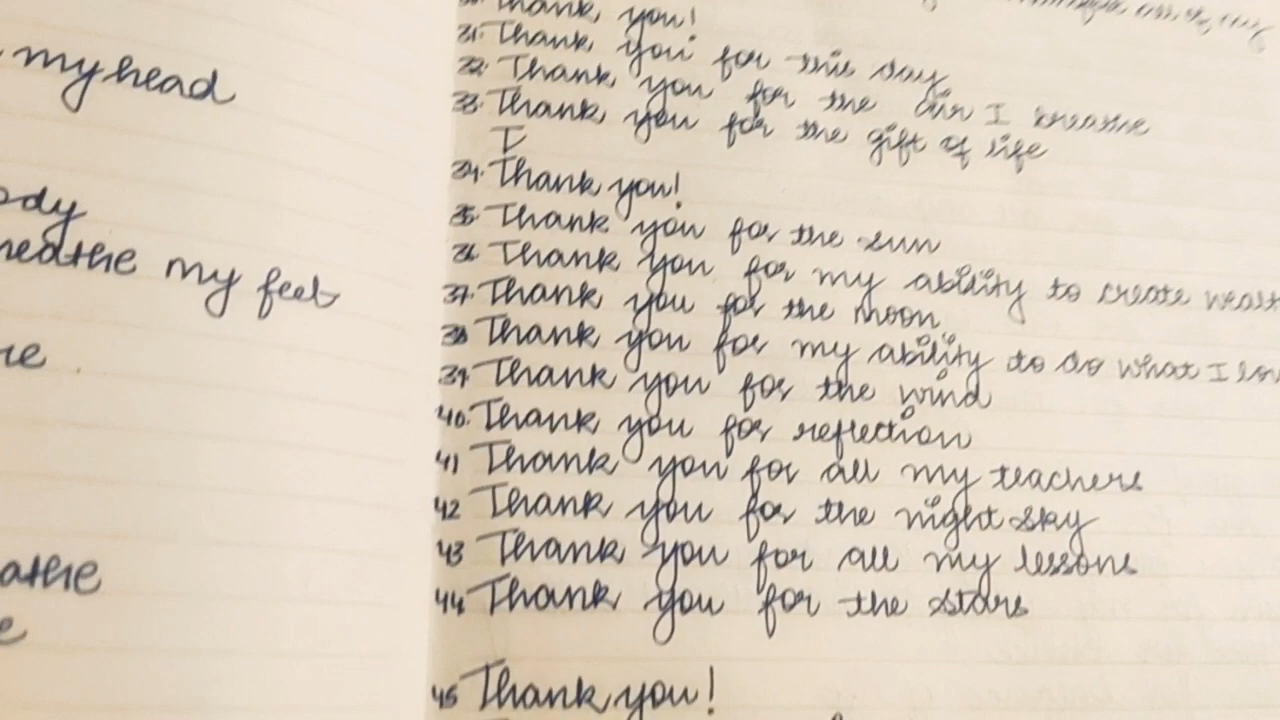 my head
my feet
Thank you!
31. Thank you for this day
32. Thank you for the air I breathe
33. Thank you for the gift of life
T
34. Thank you!
35. Thank you for the sun
36 Thank you for my ability to create
37. Thank you for the moon
38 Thank you for my ability to do what I
39. Thank you for the wind
40. Thank you for reflection
41 Thank you for all my teachers
42 Thank you for the night sky
43 Thank you for all my lessons
44 Thank you for the stars
45 Thank you!